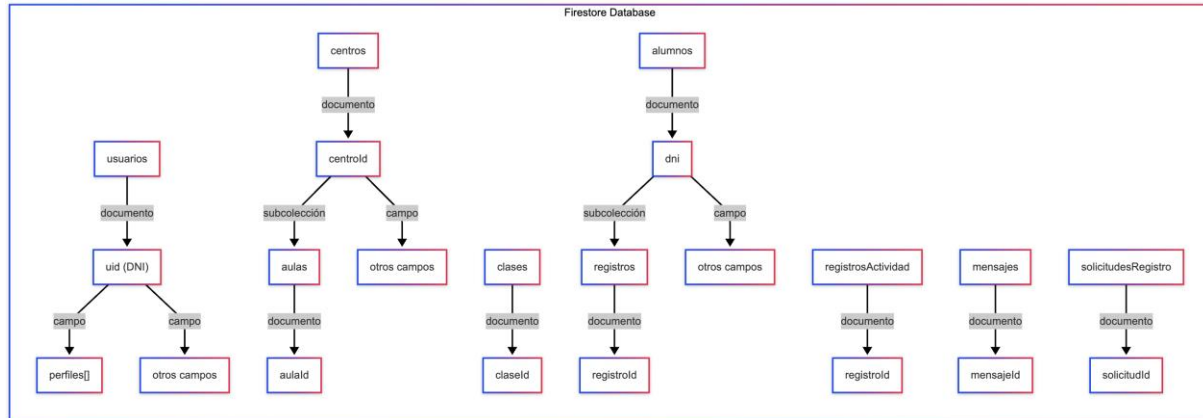 Firestore Database
centros
alumnos
documento
documento
usuarios
centroId
dni
documento
subcolección
campo
subcolección
campo
uid (DNI)
aulas
otros campos
clases
registros
otros campos
registrosActividad
mensajes
solicitudesRegistro
campo
campo
documento
documento
documento
documento
documento
documento
perfiles[]
otros campos
aulaId
claseId
registroId
registroId
mensajeId
solicitudId